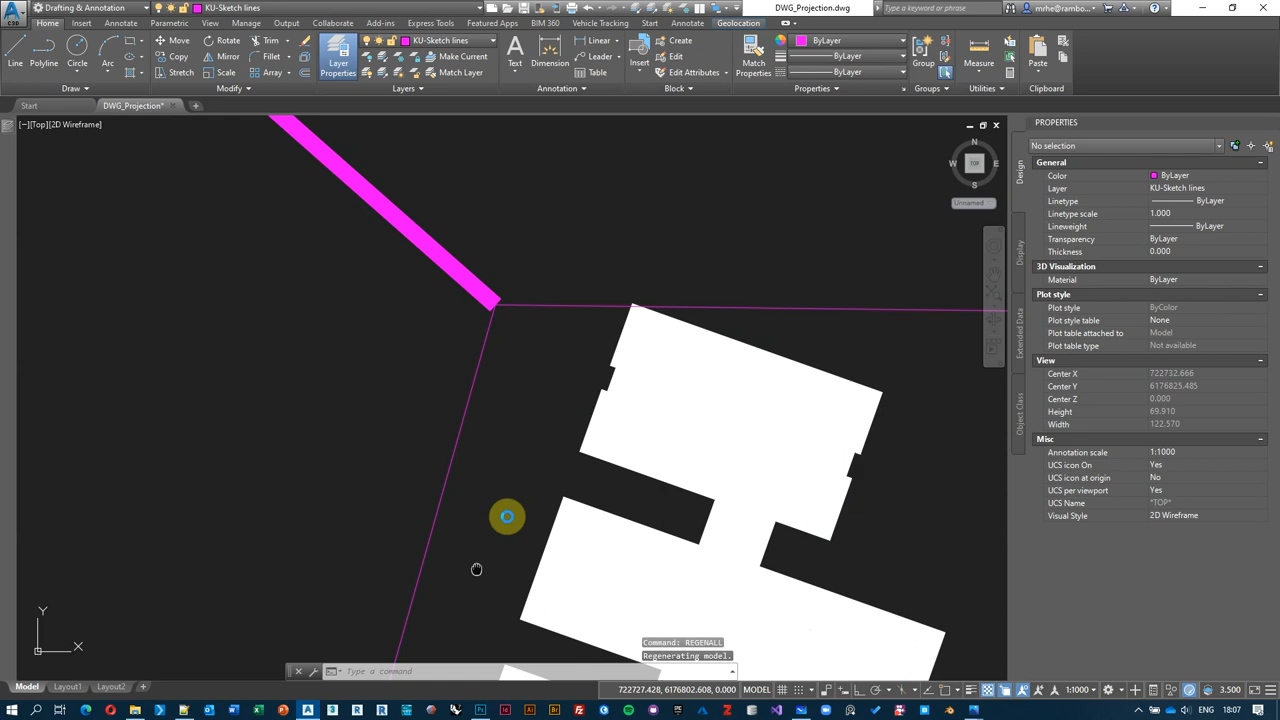 Drafting & Annotation KU-Sketch lines DWG_Projection.dwg Type a keyword or phrase mrhe@rambo...
Home Insert Annotate Parametric View Manage Output Collaborate Add-ins Express Tools Featured Apps BIM 360 Vehicle Tracking Start Annotate Geolocation
C3D
Line Polyline Circle Arc
Move Rotate Trim
Copy Mirror Fillet
Stretch Scale Array
Layer Properties
KU-Sketch lines
Make Current
Match Layer
Text Dimension
Linear
Leader
Table
Insert
Create
Edit
Edit Attributes
Match Properties
ByLayer
ByLayer
ByLayer
Group
Measure
Paste
Draw Modify Layers Annotation Block Properties Groups Utilities Clipboard
Start DWG_Projection*
[−][Top][2D Wireframe]
N
W TOP E
S
Unnamed
PROPERTIES
No selection
Design
Display
Extended Data
Object Class
General
Color ByLayer
Layer KU-Sketch lines
Linetype ByLayer
Linetype scale 1.000
Lineweight ByLayer
Transparency ByLayer
Thickness 0.000
3D Visualization
Material ByLayer
Plot style
Plot style ByColor
Plot style table None
Plot table attached to Model
Plot table type Not available
View
Center X 722732.666
Center Y 6176825.485
Center Z 0.000
Height 69.910
Width 122.570
Misc
Annotation scale 1:1000
UCS icon On Yes
UCS icon at origin No
UCS per viewport Yes
UCS Name *TOP*
Visual Style 2D Wireframe
Y
X
Command: REGENALL
Regenerating model.
Type a command
Model Layout1 Layout2
722727.428, 6176802.608, 0.000 MODEL 1:1000 3.500
ENG 18:07